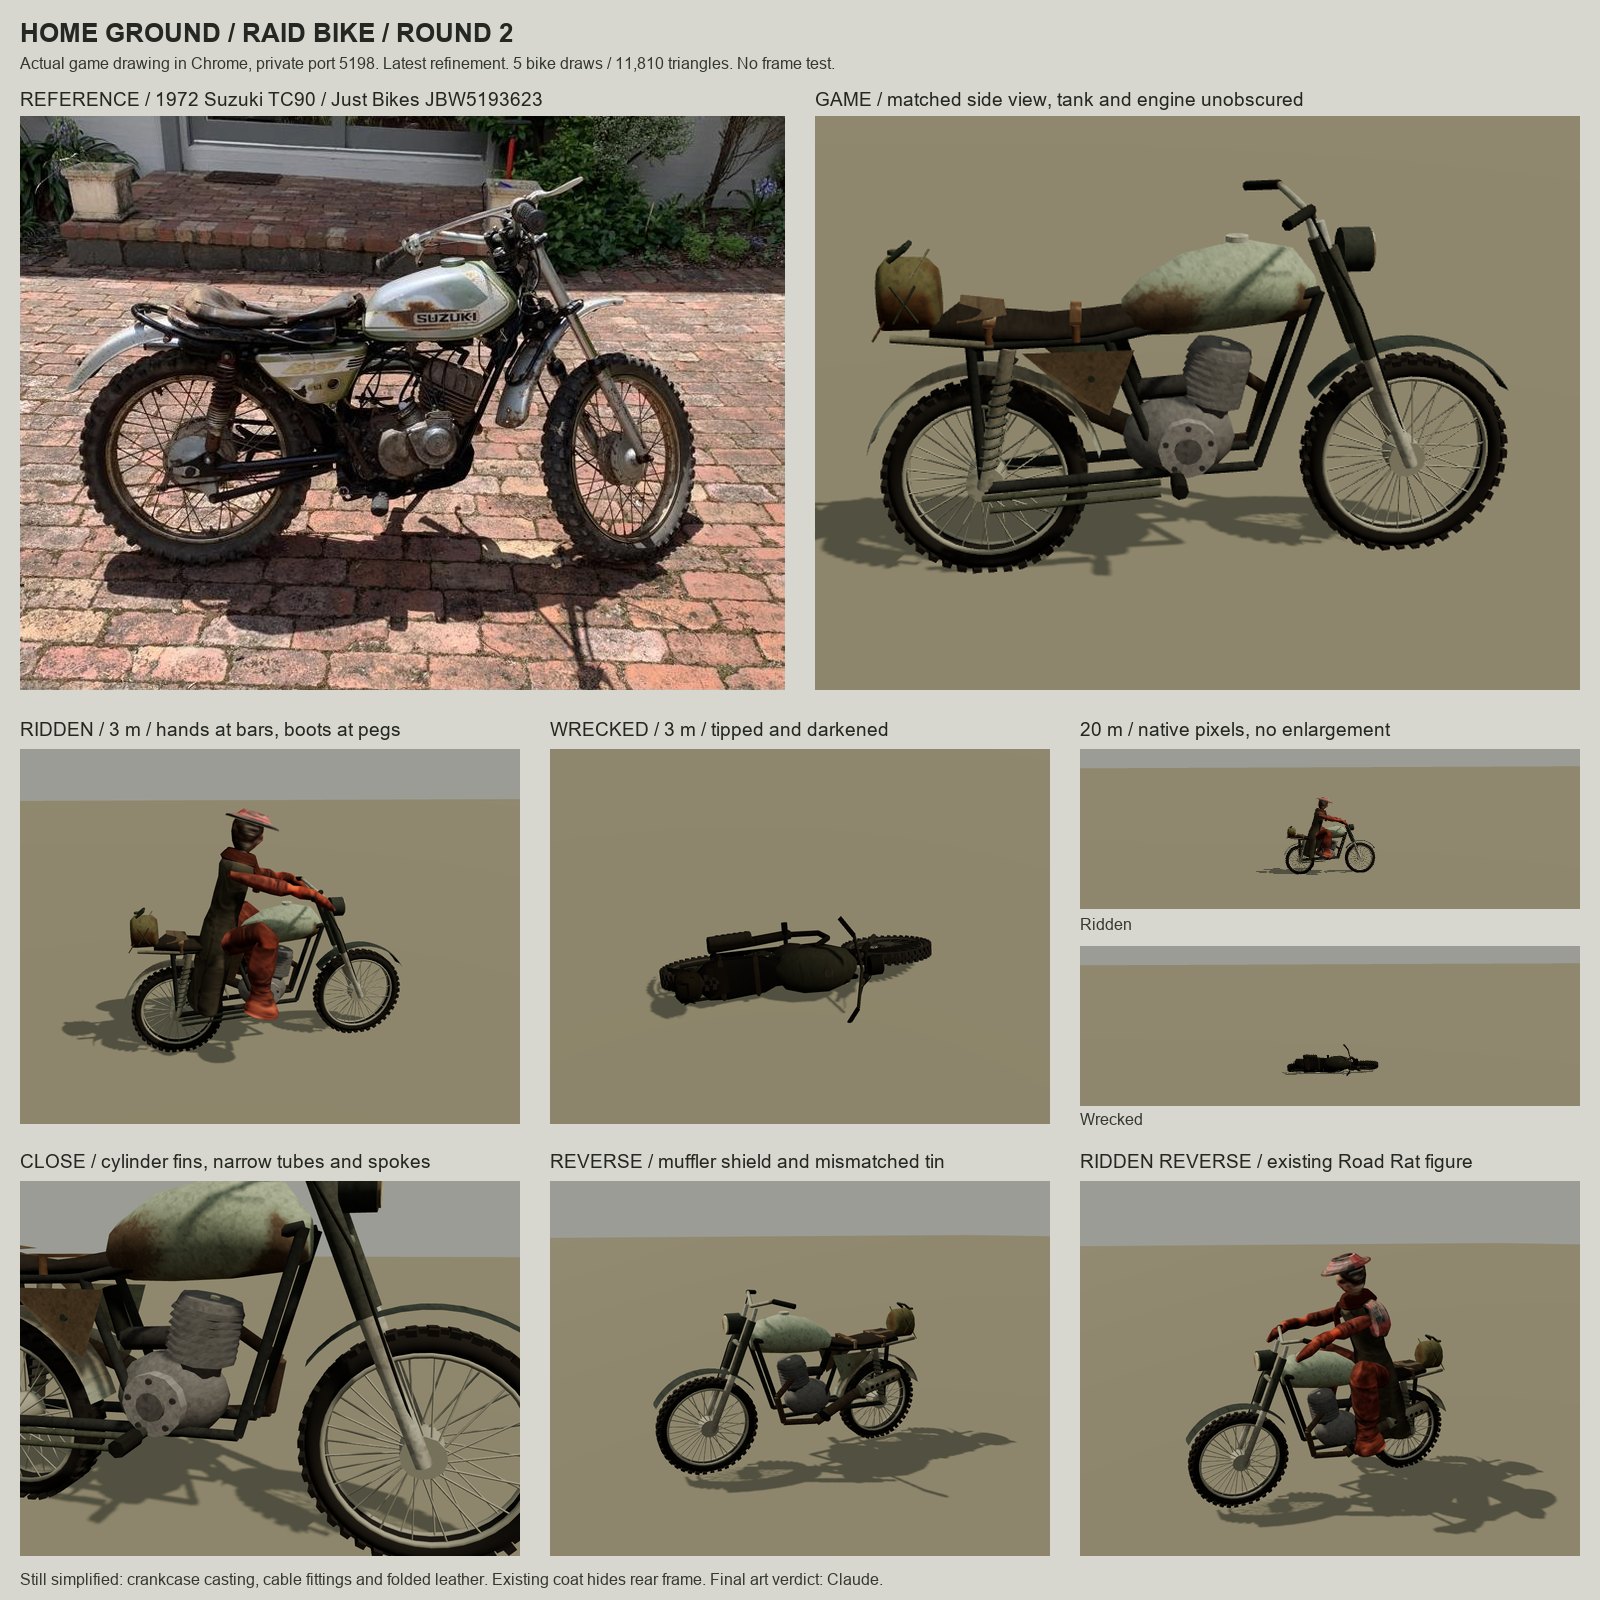 HOME GROUND / RAID BIKE / ROUND 2
Actual game drawing in Chrome, private port 5198. Latest refinement. 5 bike draws / 11,810 triangles. No frame test.
REFERENCE / 1972 Suzuki TC90 / Just Bikes JBW5193623
GAME / matched side view, tank and engine unobscured
SUZUKI
RIDDEN / 3 m / hands at bars, boots at pegs
WRECKED / 3 m / tipped and darkened
20 m / native pixels, no enlargement
Ridden
Wrecked
CLOSE / cylinder fins, narrow tubes and spokes
REVERSE / muffler shield and mismatched tin
RIDDEN REVERSE / existing Road Rat figure
Still simplified: crankcase casting, cable fittings and folded leather. Existing coat hides rear frame. Final art verdict: Claude.